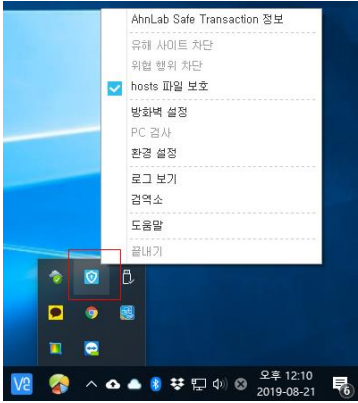 AhnLab Safe Transaction 정보
유해 사이트 차단
위협 행위 차단
hosts 파일 보호
방화벽 설정
PC 검사
환경 설정
로그 보기
검역소
도움말
끝내기
V3
오후 12:10
2019-08-21
6